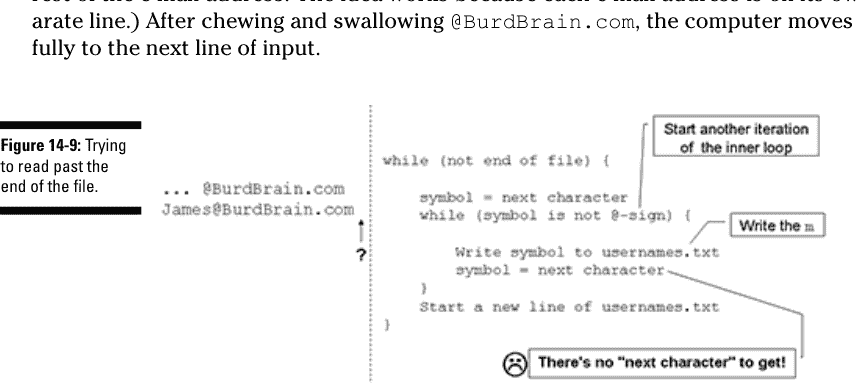 arate line.) After chewing and swallowing @BurdBrain.com, the computer moves
fully to the next line of input.
Figure 14-9: Trying
to read past the
end of the file.
... @BurdBrain.com
James@BurdBrain.com
?
while (not end of file) {
symbol = next character
while (symbol is not @-sign) {
Write symbol to usernames.txt
symbol = next character
}
Start a new line of usernames.txt
}
Start another iteration
of the inner loop
Write the m
There's no "next character" to get!